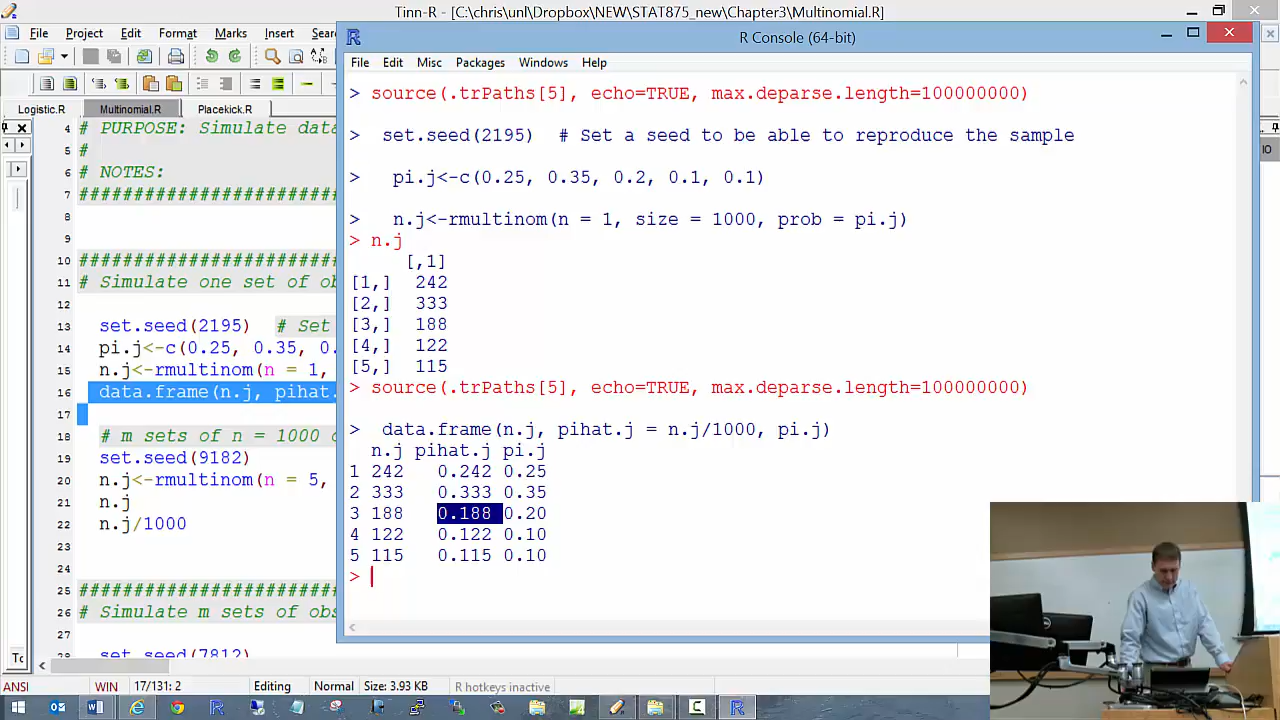 Tinn-R - [C:\chris\unl\Dropbox\NEW\STAT875_new\Chapter3\Multinomial.R]
File Project Edit Format Marks Insert Sear
Logistic.R Multinomial.R Placekick.R
4 # PURPOSE: Simulate dat
5 #
6 # NOTES:
7 ########################
8
9
10 ########################
11 # Simulate one set of ob
12
13 set.seed(2195) # Set
14 pi.j<-c(0.25, 0.35, 0.
15 n.j<-rmultinom(n = 1,
16 data.frame(n.j, pihat.
17
18 # m sets of n = 1000 o
19 set.seed(9182)
20 n.j<-rmultinom(n = 5,
21 n.j
22 n.j/1000
23
24
25 ########################
26 # Simulate m sets of obs
27
28 set.seed(7812)
To
ANSI WIN 17/131: 2 Editing Normal Size: 3.93 KB R hotkeys inactive
R Console (64-bit)
File Edit Misc Packages Windows Help
> source(.trPaths[5], echo=TRUE, max.deparse.length=100000000)
> set.seed(2195) # Set a seed to be able to reproduce the sample
> pi.j<-c(0.25, 0.35, 0.2, 0.1, 0.1)
> n.j<-rmultinom(n = 1, size = 1000, prob = pi.j)
> n.j
[,1]
[1,] 242
[2,] 333
[3,] 188
[4,] 122
[5,] 115
> source(.trPaths[5], echo=TRUE, max.deparse.length=100000000)
> data.frame(n.j, pihat.j = n.j/1000, pi.j)
n.j pihat.j pi.j
1 242 0.242 0.25
2 333 0.333 0.35
3 188 0.188 0.20
4 122 0.122 0.10
5 115 0.115 0.10
>
10